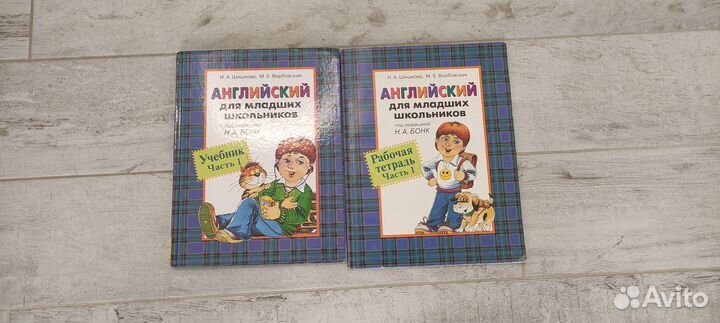 И. А. Шишкова, М. Е. Вербовская
АНГЛИЙСКИЙ
ДЛЯ МЛАДШИХ
ШКОЛЬНИКОВ
под редакцией
Н.А. БОНК
Учебник
Часть 1
И. А. Шишкова, М. Е. Вербовская
АНГЛИЙСКИЙ
ДЛЯ МЛАДШИХ
ШКОЛЬНИКОВ
под редакцией
Н.А. БОНК
Рабочая
тетрадь
Часть 1
Avito